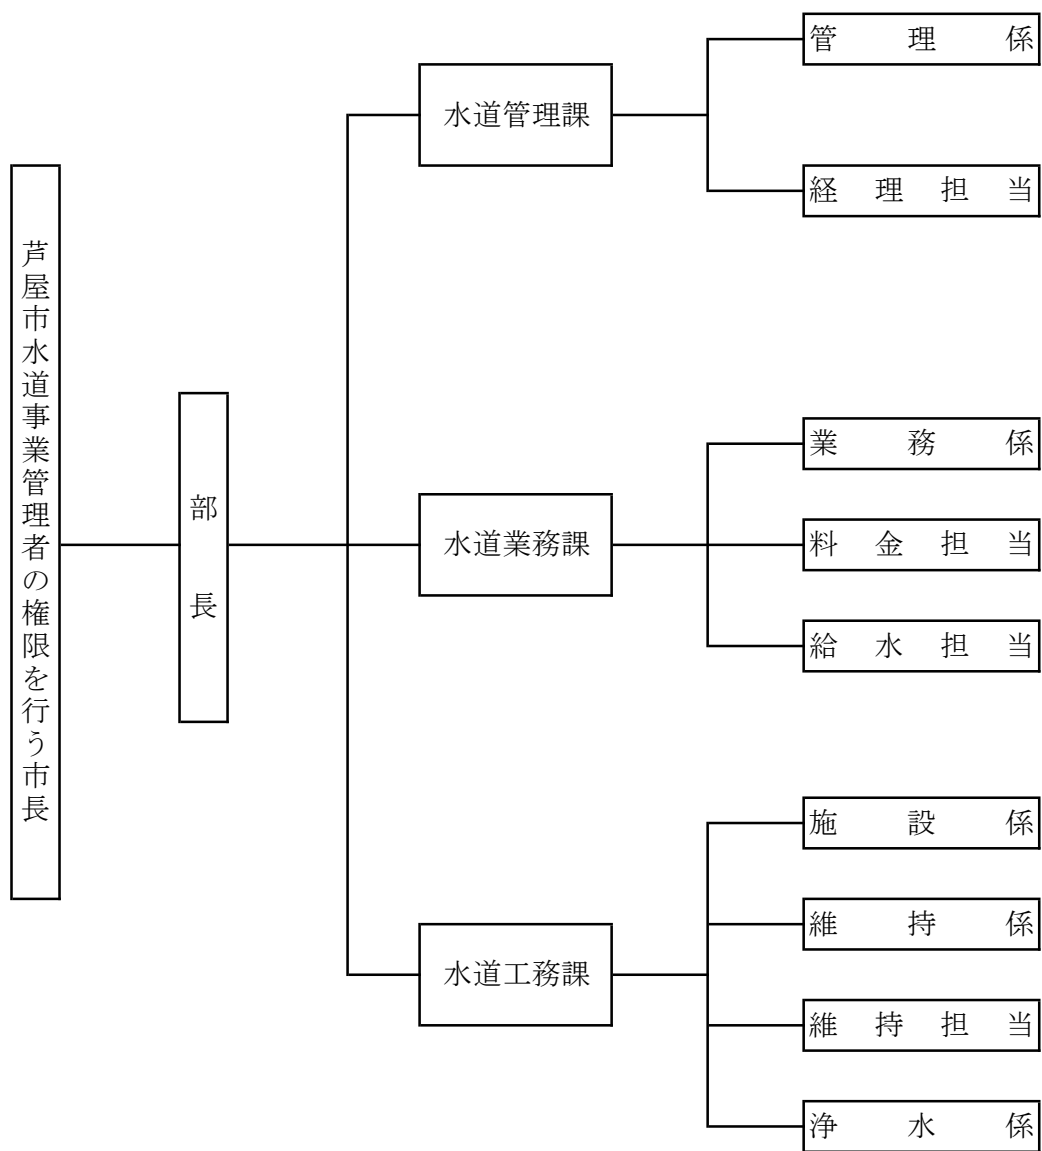 芦屋市水道事業管理者の権限を行う市長
部長
水道管理課
管理係
経理担当
水道業務課
業務係
料金担当
給水担当
水道工務課
施設係
維持係
維持担当
浄水係